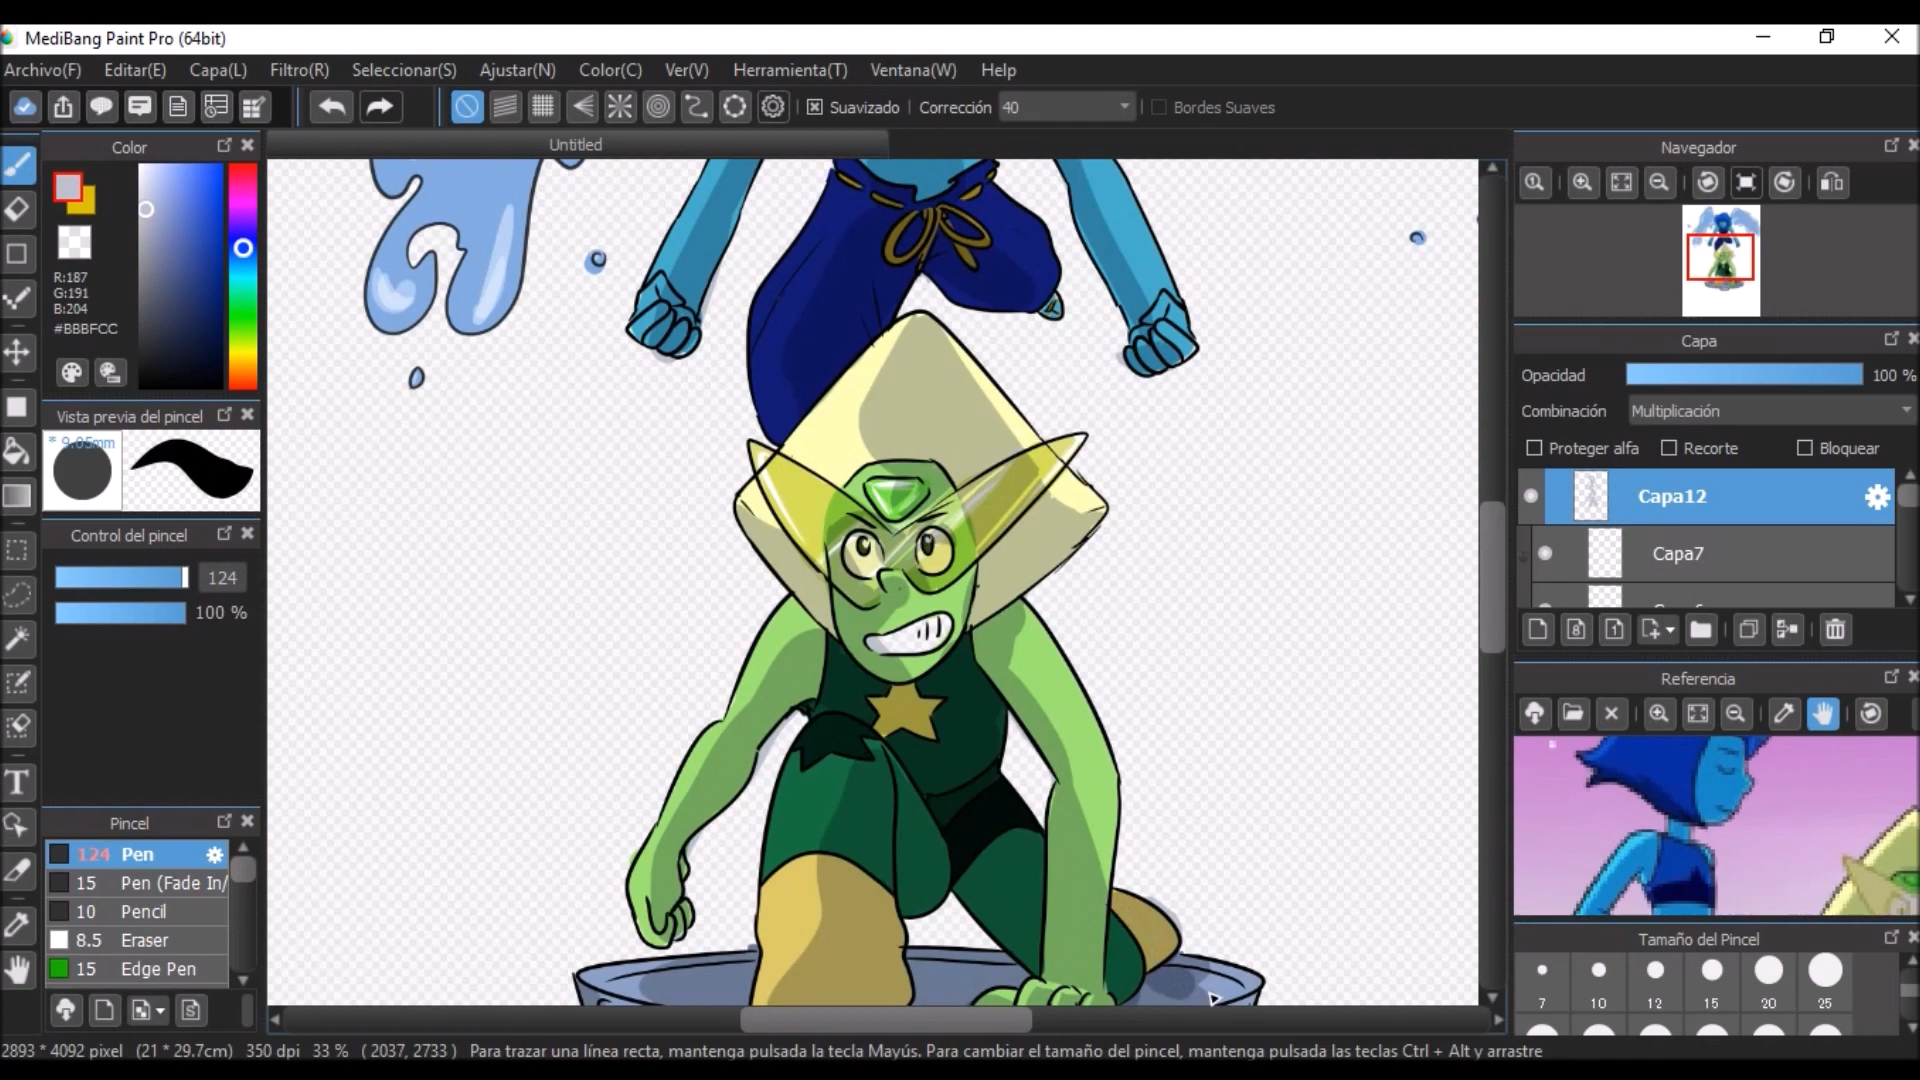 MediBang Paint Pro (64bit)
Archivo(F) Editar(E) Capa(L) Filtro(R) Seleccionar(S) Ajustar(N) Color(C) Ver(V) Herramienta(T) Ventana(W) Help
Suavizado Corrección 40 Bordes Suaves
Color
Untitled
Navegador
R:187
G:191
B:204
#BBBFCC
Capa
Opacidad 100 %
Combinación Multiplicación
Proteger alfa Recorte Bloquear
Vista previa del pincel
* 9.05mm
Capa12
Capa7
Control del pincel
124
100 %
Referencia
Pincel
124 Pen
15 Pen (Fade In/
10 Pencil
8.5 Eraser
15 Edge Pen
Tamaño del Pincel
7 10 12 15 20 25
2893 * 4092 pixel (21 * 29.7cm) 350 dpi 33 % ( 2037, 2733 ) Para trazar una línea recta, mantenga pulsada la tecla Mayús. Para cambiar el tamaño del pincel, mantenga pulsada las teclas Ctrl + Alt y arrastre